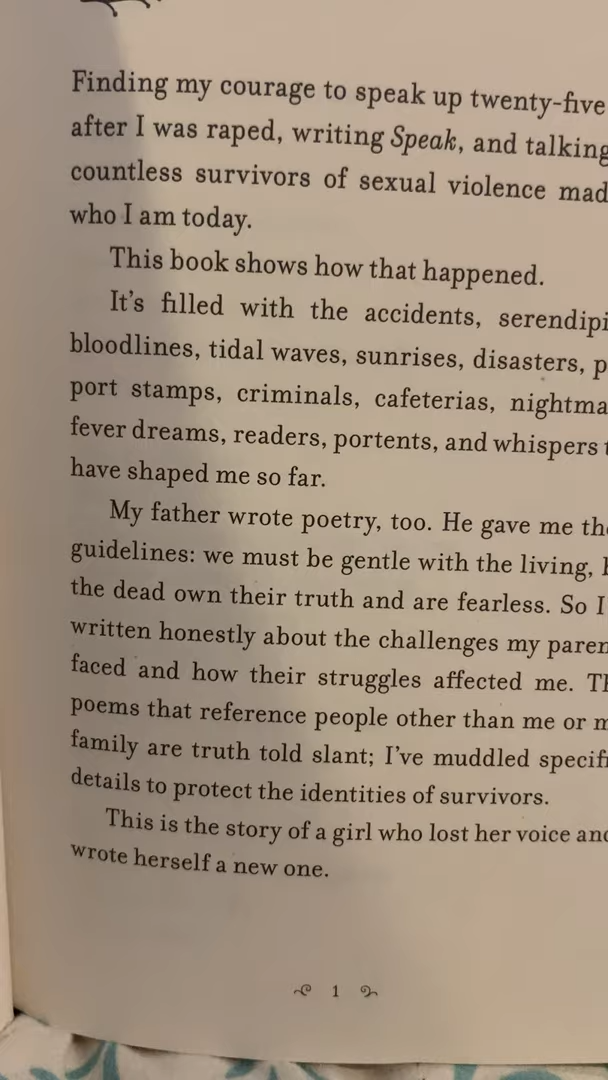 Finding my courage to speak up twenty-five
after I was raped, writing Speak, and talking
countless survivors of sexual violence mad
who I am today.
This book shows how that happened.
It's filled with the accidents, serendipi
bloodlines, tidal waves, sunrises, disasters, p
port stamps, criminals, cafeterias, nightma
fever dreams, readers, portents, and whispers t
have shaped me so far.
My father wrote poetry, too. He gave me th
guidelines: we must be gentle with the living,
the dead own their truth and are fearless. So I
written honestly about the challenges my paren
faced and how their struggles affected me. Th
poems that reference people other than me or m
family are truth told slant; I've muddled specifi
details to protect the identities of survivors.
This is the story of a girl who lost her voice and
wrote herself a new one.
1